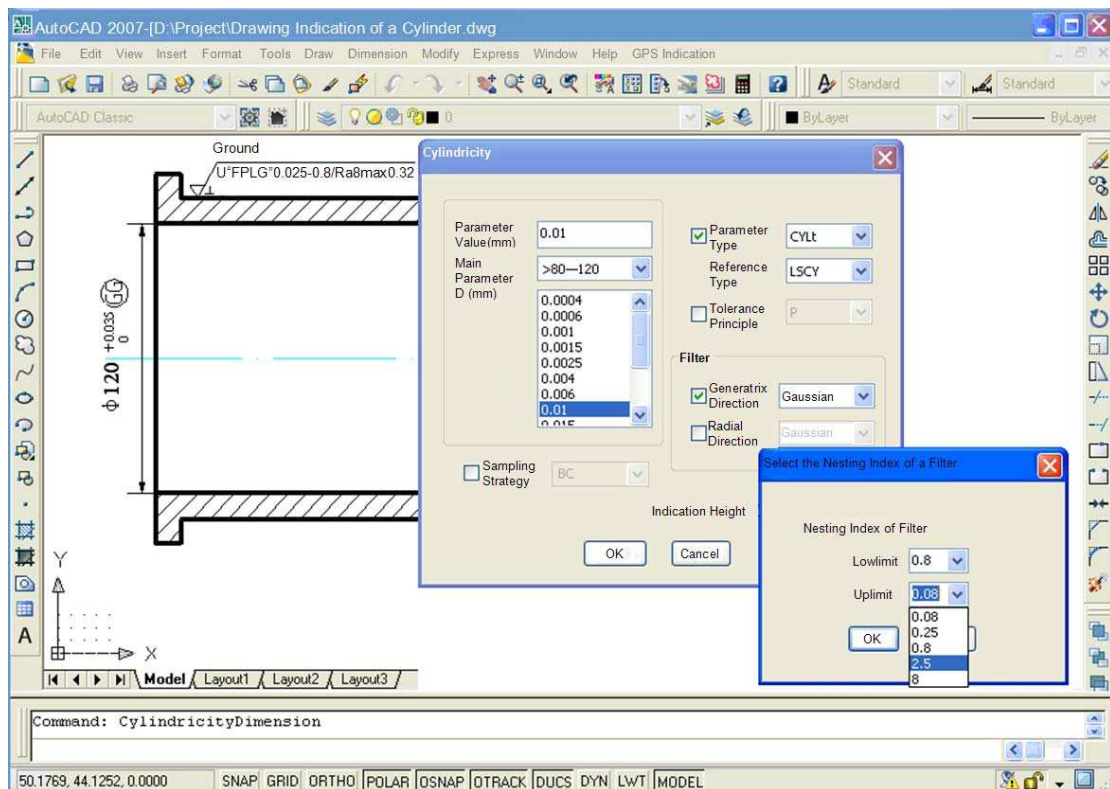 AutoCAD 2007-[D:\Project\Drawing Indication of a Cylinder.dwg
File Edit View Insert Format Tools Draw Dimension Modify Express Window Help GPS Indication
Standard Standard
AutoCAD Classic 0 ByLayer ByLayer
Ground
U"FPLG"0.025-0.8/Ra8max0.32
ϕ120 +0.035 0 GG
Cylindricity
Parameter
Value(mm)
0.01
Main
Parameter
D (mm)
>80—120
0.0004
0.0006
0.001
0.0015
0.0025
0.004
0.006
0.01
0.015
Parameter
Type
CYLt
Reference
Type
LSCY
Tolerance
Principle
P
Filter
Generatrix
Direction
Gaussian
Radial
Direction
Gaussian
Sampling
Strategy
BC
Indication Height
OK Cancel
Select the Nesting Index of a Filter
Nesting Index of Filter
Lowlimit 0.8
Uplimit 0.08
0.08
0.25
0.8
2.5
8
OK
Y
X
A
Model Layout1 Layout2 Layout3
Command: CylindricityDimension
50.1769, 44.1252, 0.0000 SNAP GRID ORTHO POLAR OSNAP OTRACK DUCS DYN LWT MODEL